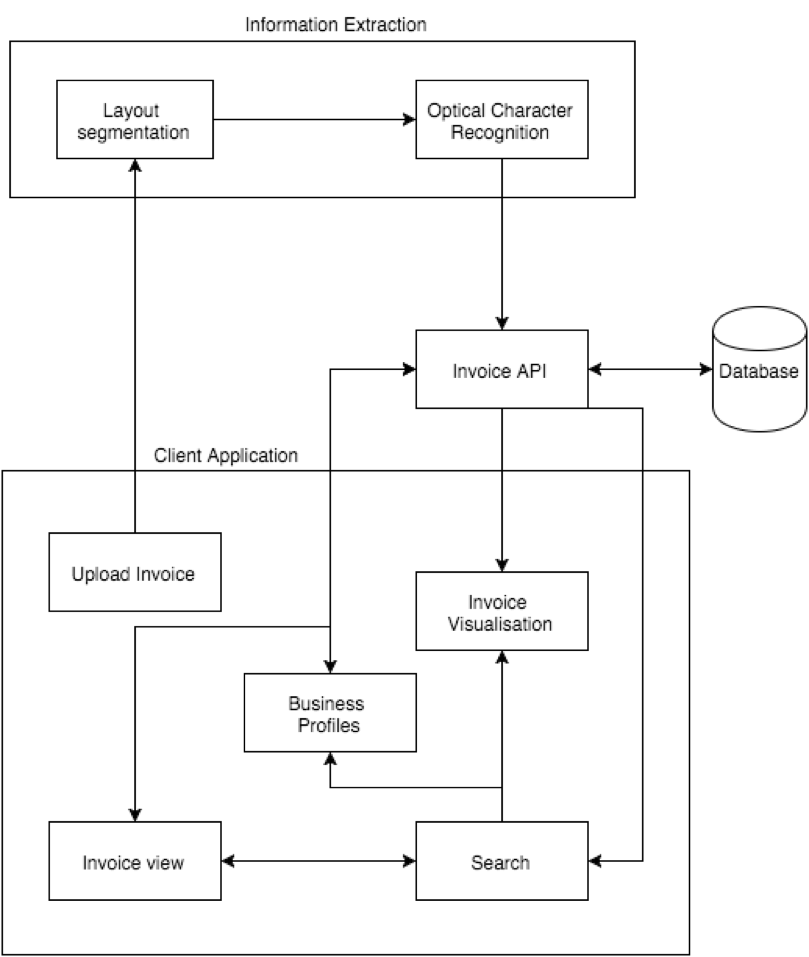 Information Extraction
Layout
segmentation
Optical Character
Recognition
Invoice API
Database
Client Application
Upload Invoice
Invoice
Visualisation
Business
Profiles
Invoice view
Search